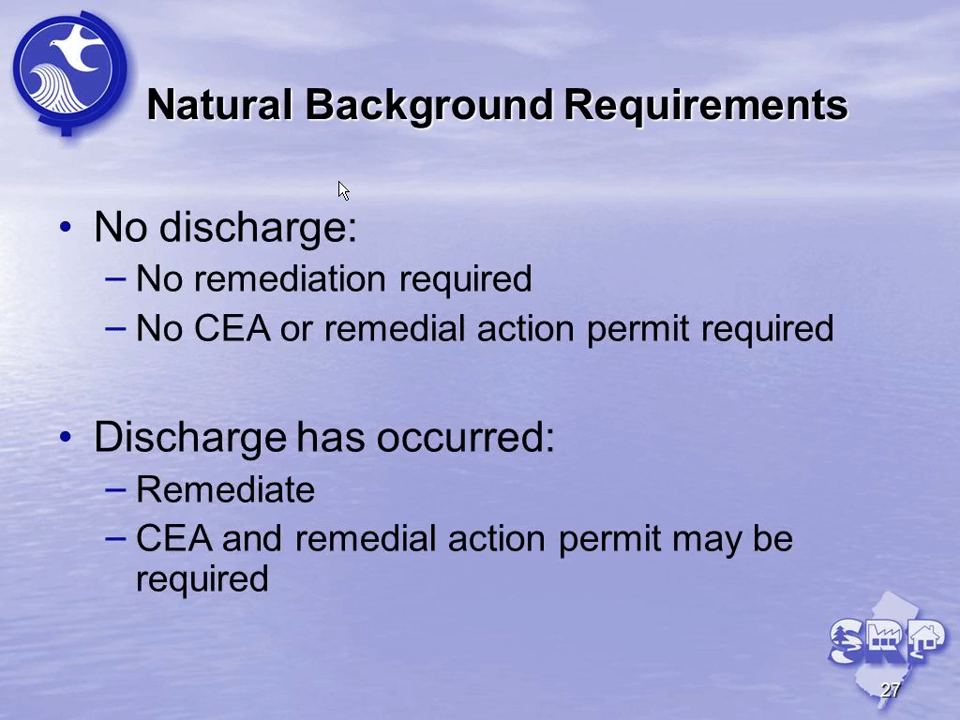 Natural Background Requirements
• No discharge:
– No remediation required
– No CEA or remedial action permit required
• Discharge has occurred:
– Remediate
– CEA and remedial action permit may be
required
SRP
27